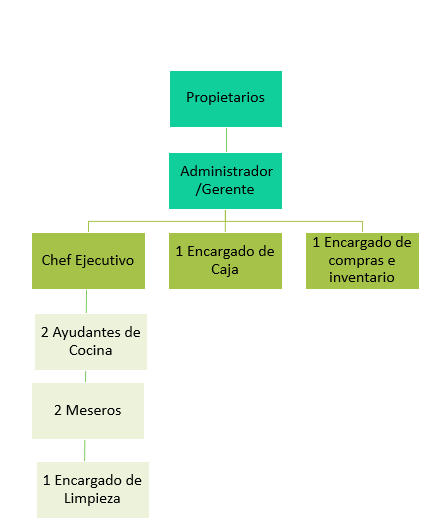 Propietarios
Administrador
/Gerente
Chef Ejecutivo
1 Encargado de
Caja
1 Encargado de
compras e
inventario
2 Ayudantes de
Cocina
2 Meseros
1 Encargado de
Limpieza